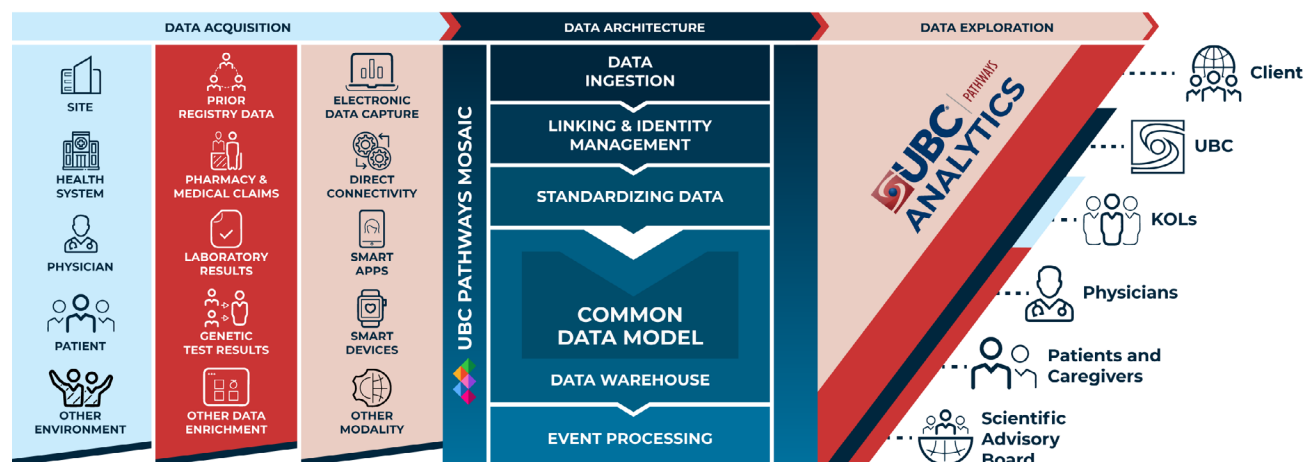 DATA ACQUISITION
DATA ARCHITECTURE
DATA EXPLORATION
SITE
HEALTH
SYSTEM
PHYSICIAN
PATIENT
OTHER
ENVIRONMENT
PRIOR
REGISTRY DATA
PHARMACY &
MEDICAL CLAIMS
LABORATORY
RESULTS
GENETIC
TEST RESULTS
OTHER DATA
ENRICHMENT
ELECTRONIC
DATA CAPTURE
DIRECT
CONNECTIVITY
SMART
APPS
SMART
DEVICES
OTHER
MODALITY
UBC PATHWAYS MOSAIC
DATA
INGESTION
LINKING & IDENTITY
MANAGEMENT
STANDARDIZING DATA
COMMON
DATA MODEL
DATA WAREHOUSE
EVENT PROCESSING
UBC PATHWAYS
ANALYTICS
Client
UBC
KOLs
Physicians
Patients and
Caregivers
Scientific
Advisory
Board